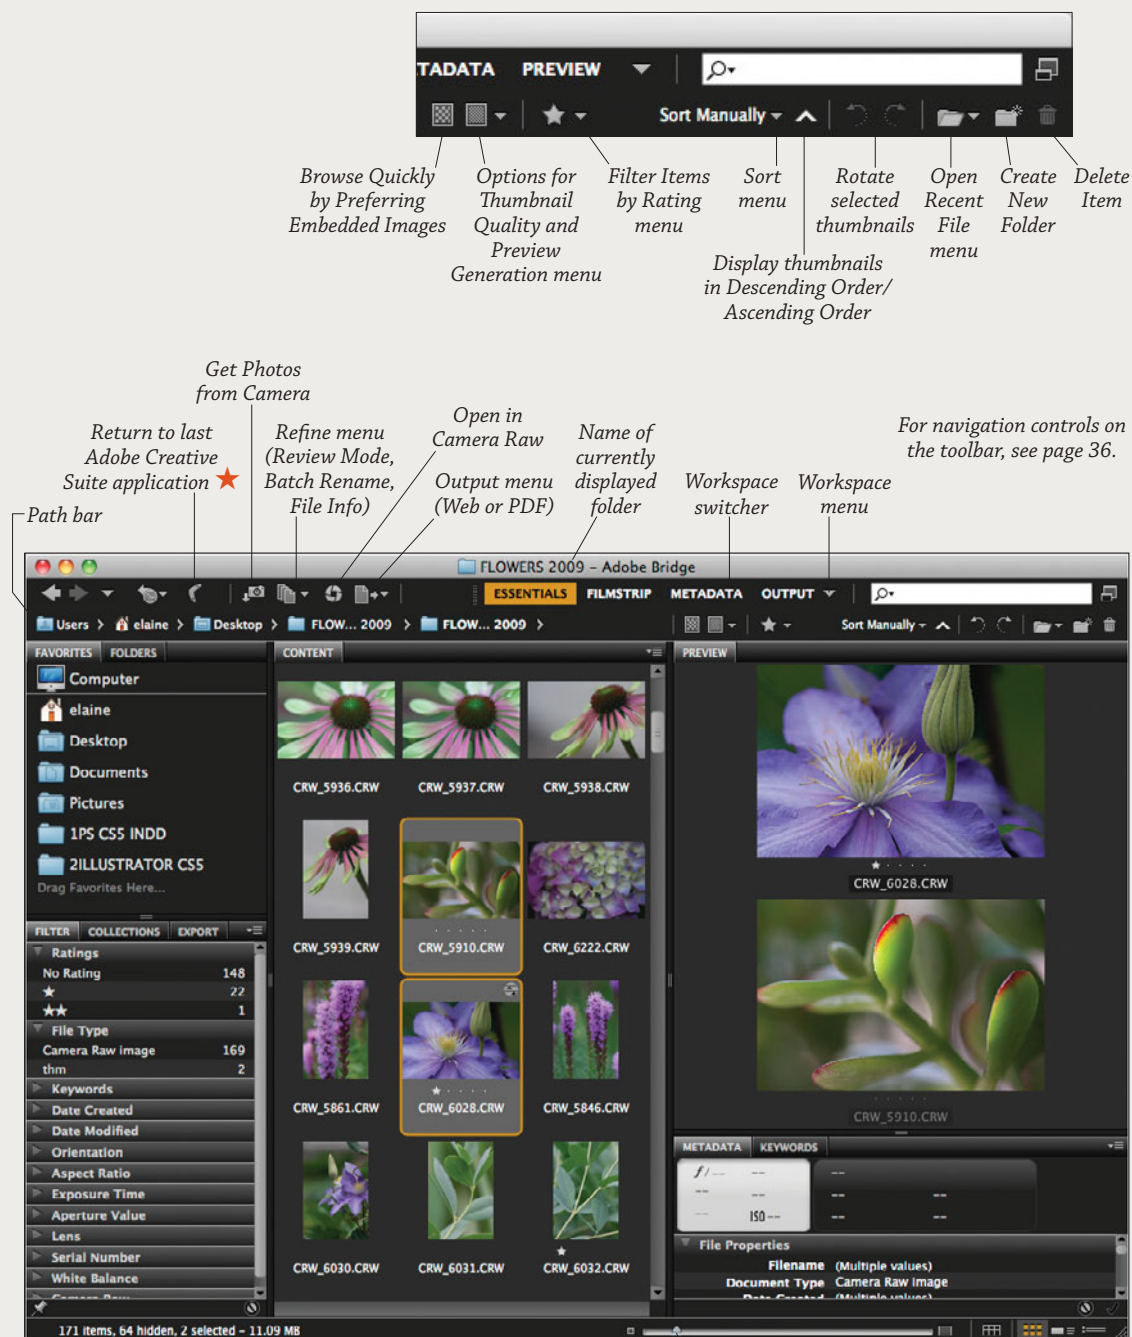 TADATA PREVIEW
Sort Manually
Browse Quickly
by Preferring
Embedded Images
Options for
Thumbnail
Quality and
Preview
Generation menu
Filter Items
by Rating
menu
Sort
menu
Display thumbnails
in Descending Order/
Ascending Order
Rotate
selected
thumbnails
Open
Recent
File
menu
Create
New
Folder
Delete
Item
Get Photos
from Camera
Return to last
Adobe Creative
Suite application
Path bar
Refine menu
(Review Mode,
Batch Rename,
File Info)
Open in
Camera Raw
Output menu
(Web or PDF)
Name of
currently
displayed
folder
Workspace
switcher
Workspace
menu
For navigation controls on
the toolbar, see page 36.
FLOWERS 2009 – Adobe Bridge
ESSENTIALS FILMSTRIP METADATA OUTPUT
Users > elaine > Desktop > FLOW... 2009 > FLOW... 2009 >
Sort Manually
FAVORITES FOLDERS
Computer
elaine
Desktop
Documents
Pictures
1PS CS5 INDD
2ILLUSTRATOR CS5
Drag Favorites Here...
FILTER COLLECTIONS EXPORT
Ratings
No Rating 148
★ 22
★★ 1
File Type
Camera Raw image 169
thm 2
Keywords
Date Created
Date Modified
Orientation
Aspect Ratio
Exposure Time
Aperture Value
Lens
Serial Number
White Balance
Camera Raw
CONTENT
CRW_5936.CRW CRW_5937.CRW CRW_5938.CRW
CRW_5939.CRW CRW_5910.CRW CRW_6222.CRW
CRW_5861.CRW CRW_6028.CRW CRW_5846.CRW
CRW_6030.CRW CRW_6031.CRW CRW_6032.CRW
PREVIEW
CRW_6028.CRW
CRW_5910.CRW
METADATA KEYWORDS
f/ -- -- --
-- -- -- --
-- ISO -- -- --
File Properties
Filename (Multiple values)
Document Type Camera Raw image
Date Created (Multiple values)
171 items, 64 hidden, 2 selected – 11.09 MB